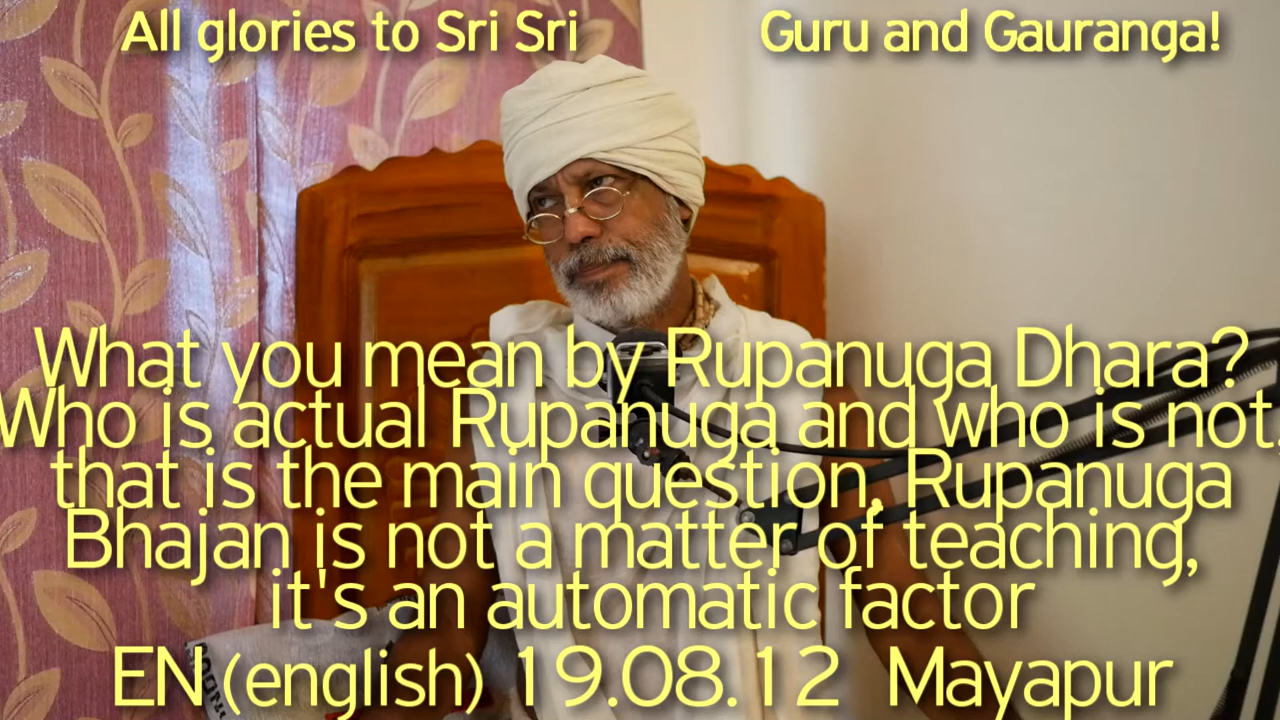 All glories to Sri Sri Guru and Gauranga!
What you mean by Rupanuga Dhara?
Who is actual Rupanuga and who is not,
that is the main question, Rupanuga
Bhajan is not a matter of teaching,
it's an automatic factor
EN (english) 19.08.12 Mayapur